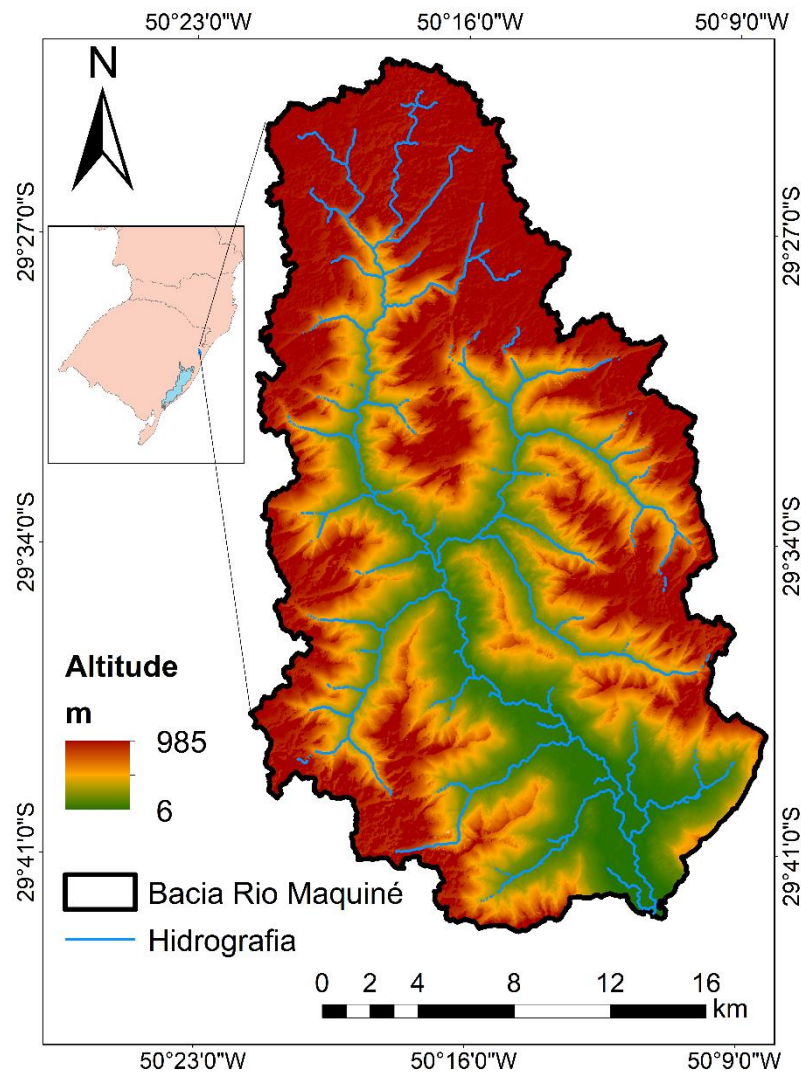 50°23'0"W 50°16'0"W 50°9'0"W
N
29°27'0"S 29°27'0"S
29°34'0"S 29°34'0"S
Altitude
m
985
6
29°41'0"S 29°41'0"S
Bacia Rio Maquiné
Hidrografia
0 2 4 8 12 16
km
50°23'0"W 50°16'0"W 50°9'0"W